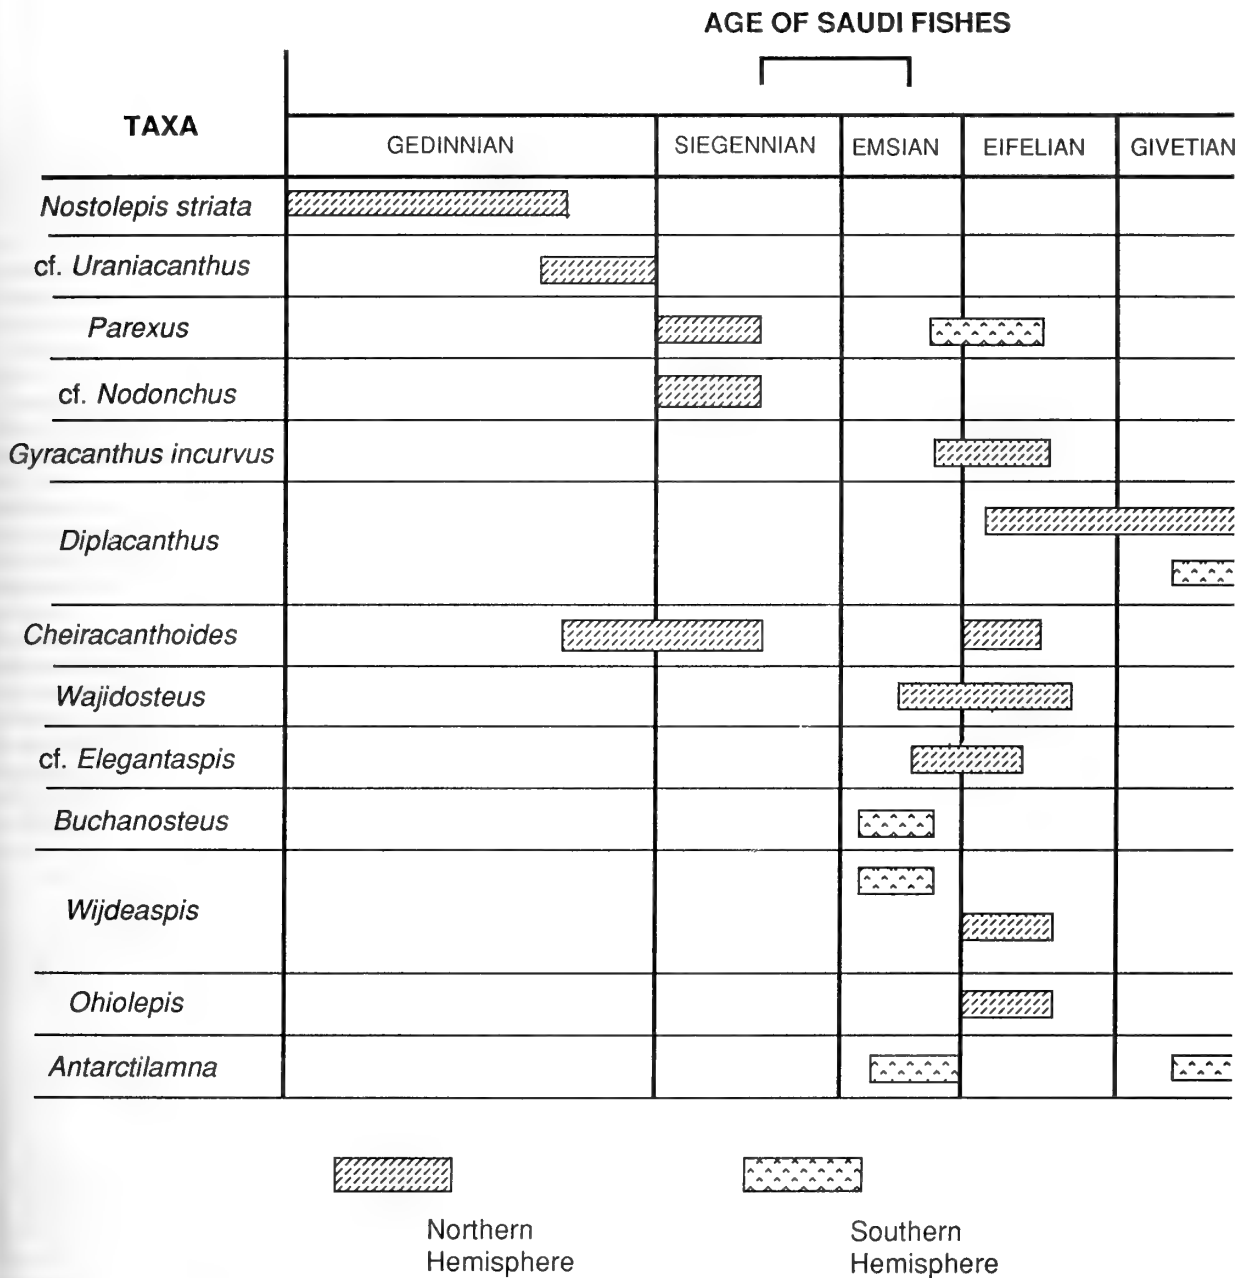 AGE OF SAUDI FISHES
TAXA
GEDINNIAN
SIEGENNIAN
EMSIAN
EIFELIAN
GIVETIAN
Nostolepis striata
cf. Uraniacanthus
Parexus
cf. Nodonchus
Gyracanthus incurvus
Diplacanthus
Cheiracanthoides
Wajidosteus
cf. Elegantaspis
Buchanosteus
Wijdeaspis
Ohiolepis
Antarctilamna
Northern
Hemisphere
Southern
Hemisphere